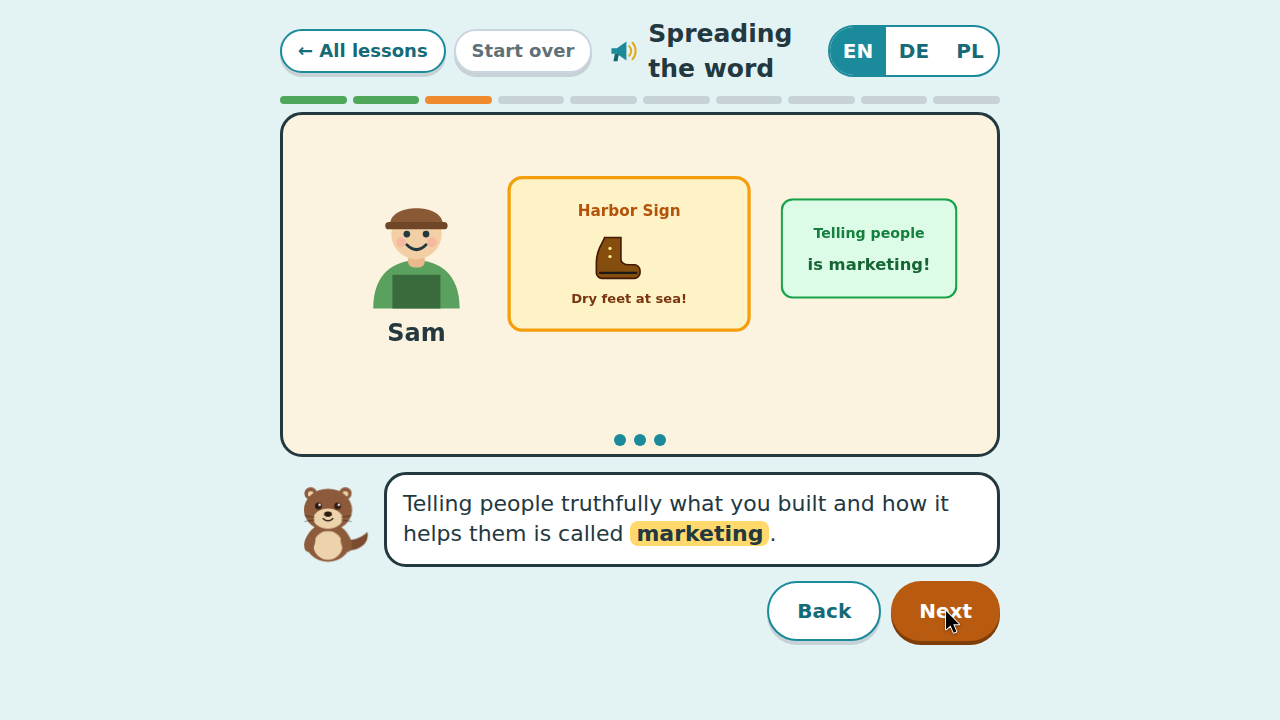 ← All lessons
Start over
Spreading
the word
EN DE PL
Harbor Sign
Dry feet at sea!
Telling people
is marketing!
Sam
Telling people truthfully what you built and how it
helps them is called marketing.
Back
Next